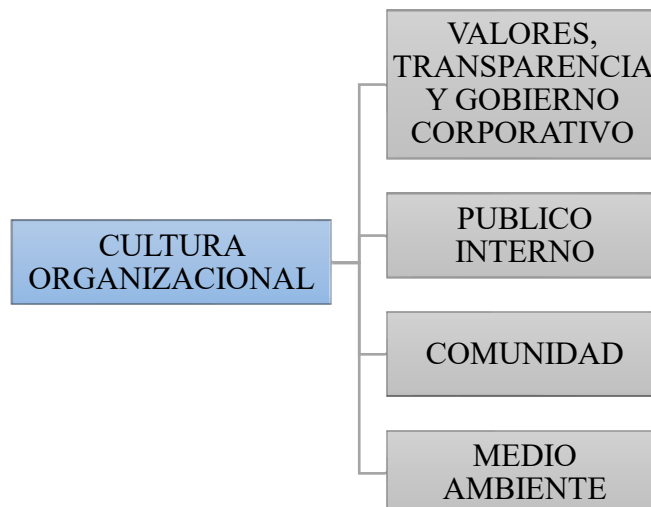 VALORES,
TRANSPARENCIA
Y GOBIERNO
CORPORATIVO
CULTURA
ORGANIZACIONAL
PUBLICO
INTERNO
COMUNIDAD
MEDIO
AMBIENTE